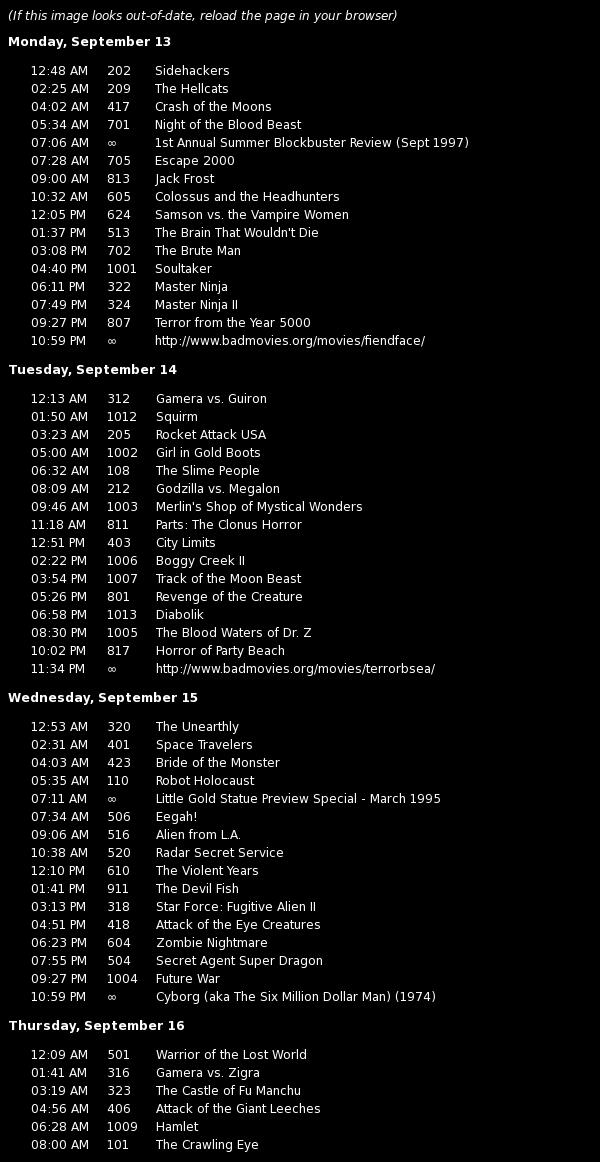 (If this image looks out-of-date, reload the page in your browser)
Monday, September 13
12:48 AM 202 Sidehackers
02:25 AM 209 The Hellcats
04:02 AM 417 Crash of the Moons
05:34 AM 701 Night of the Blood Beast
07:06 AM ∞ 1st Annual Summer Blockbuster Review (Sept 1997)
07:28 AM 705 Escape 2000
09:00 AM 813 Jack Frost
10:32 AM 605 Colossus and the Headhunters
12:05 PM 624 Samson vs. the Vampire Women
01:37 PM 513 The Brain That Wouldn't Die
03:08 PM 702 The Brute Man
04:40 PM 1001 Soultaker
06:11 PM 322 Master Ninja
07:49 PM 324 Master Ninja II
09:27 PM 807 Terror from the Year 5000
10:59 PM ∞ http://www.badmovies.org/movies/fiendface/
Tuesday, September 14
12:13 AM 312 Gamera vs. Guiron
01:50 AM 1012 Squirm
03:23 AM 205 Rocket Attack USA
05:00 AM 1002 Girl in Gold Boots
06:32 AM 108 The Slime People
08:09 AM 212 Godzilla vs. Megalon
09:46 AM 1003 Merlin's Shop of Mystical Wonders
11:18 AM 811 Parts: The Clonus Horror
12:51 PM 403 City Limits
02:22 PM 1006 Boggy Creek II
03:54 PM 1007 Track of the Moon Beast
05:26 PM 801 Revenge of the Creature
06:58 PM 1013 Diabolik
08:30 PM 1005 The Blood Waters of Dr. Z
10:02 PM 817 Horror of Party Beach
11:34 PM ∞ http://www.badmovies.org/movies/terrorbsea/
Wednesday, September 15
12:53 AM 320 The Unearthly
02:31 AM 401 Space Travelers
04:03 AM 423 Bride of the Monster
05:35 AM 110 Robot Holocaust
07:11 AM ∞ Little Gold Statue Preview Special - March 1995
07:34 AM 506 Eegah!
09:06 AM 516 Alien from L.A.
10:38 AM 520 Radar Secret Service
12:10 PM 610 The Violent Years
01:41 PM 911 The Devil Fish
03:13 PM 318 Star Force: Fugitive Alien II
04:51 PM 418 Attack of the Eye Creatures
06:23 PM 604 Zombie Nightmare
07:55 PM 504 Secret Agent Super Dragon
09:27 PM 1004 Future War
10:59 PM ∞ Cyborg (aka The Six Million Dollar Man) (1974)
Thursday, September 16
12:09 AM 501 Warrior of the Lost World
01:41 AM 316 Gamera vs. Zigra
03:19 AM 323 The Castle of Fu Manchu
04:56 AM 406 Attack of the Giant Leeches
06:28 AM 1009 Hamlet
08:00 AM 101 The Crawling Eye